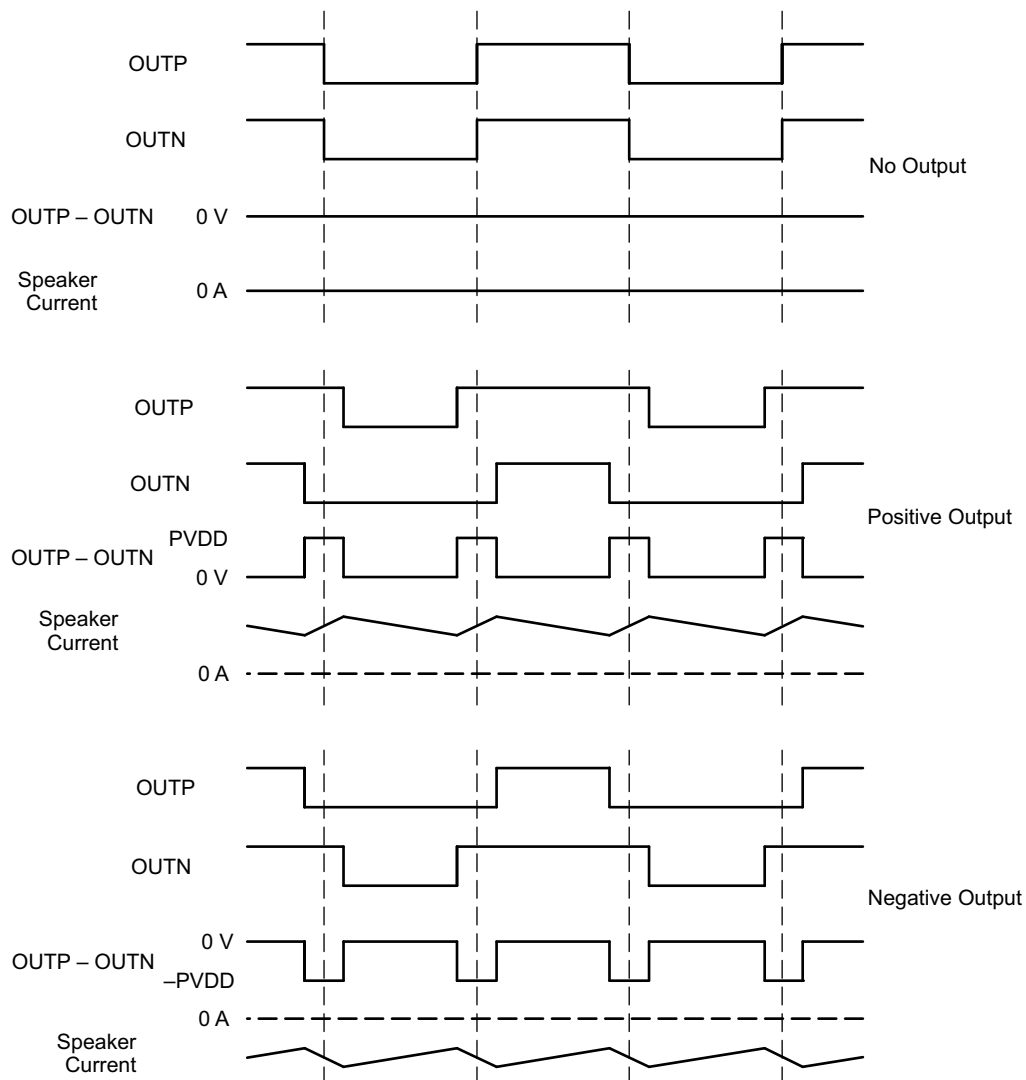 OUTP
OUTN
No Output
OUTP – OUTN 0 V
Speaker
Current 0 A
OUTP
OUTN
Positive Output
PVDD
OUTP – OUTN
0 V
Speaker
Current
0 A
OUTP
OUTN
Negative Output
0 V
OUTP – OUTN
–PVDD
0 A
Speaker
Current